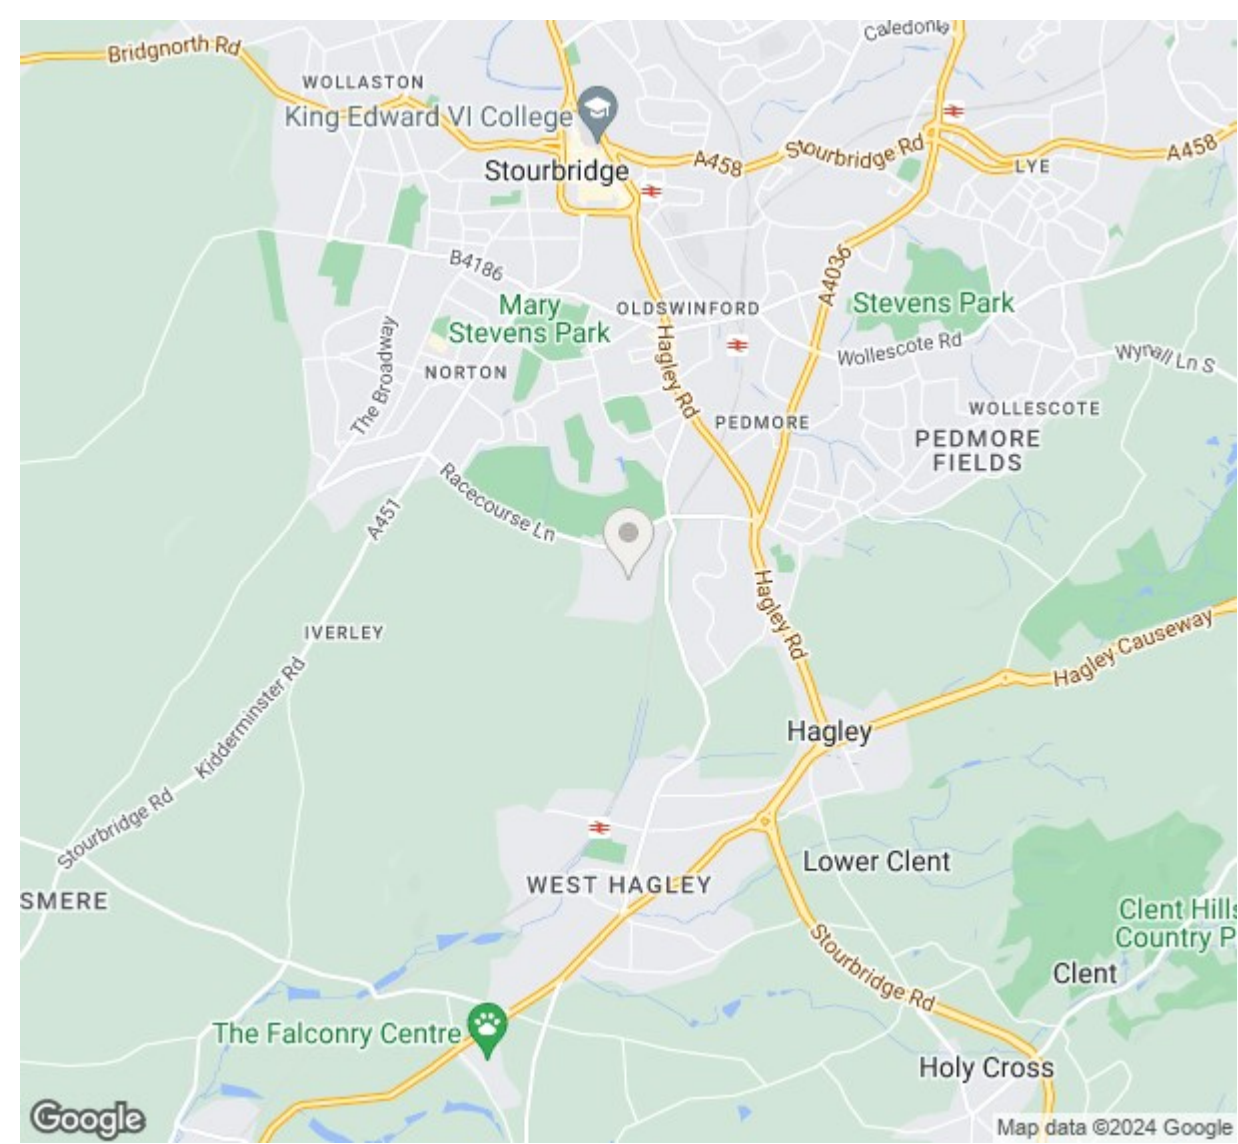 Caledonia
Bridgnorth Rd
WOLLASTON
King Edward VI College
Stourbridge
A458
Stourbridge Rd
A458
LYE
B4186
A4036
Mary
Stevens Park
OLDSWINFORD
Stevens Park
Wollescote Rd
Wynall Ln S
The Broadway
NORTON
Hagley Rd
PEDMORE
WOLLESCOTE
PEDMORE
FIELDS
Racecourse Ln
A451
Hagley Rd
IVERLEY
Hagley Causeway
Kidderminster Rd
Hagley
Stourbridge Rd
Lower Clent
WEST HAGLEY
SMERE
Clent Hills
Country P
Stourbridge Rd
Clent
The Falconry Centre
Holy Cross
Google
Map data ©2024 Google